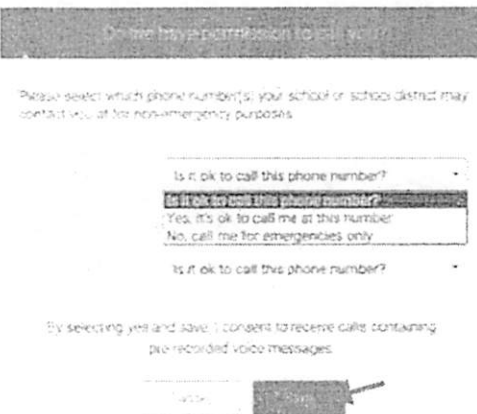 Do we have permission to call you?
Please select which phone number(s) your school or school district may
contact you at for non-emergency purposes
Is it ok to call this phone number?
Is it ok to call this phone number?
Yes, it's ok to call me at this number
No, call me for emergencies only
Is it ok to call this phone number?
By selecting yes and save, I consent to receive calls containing
pre-recorded voice messages.